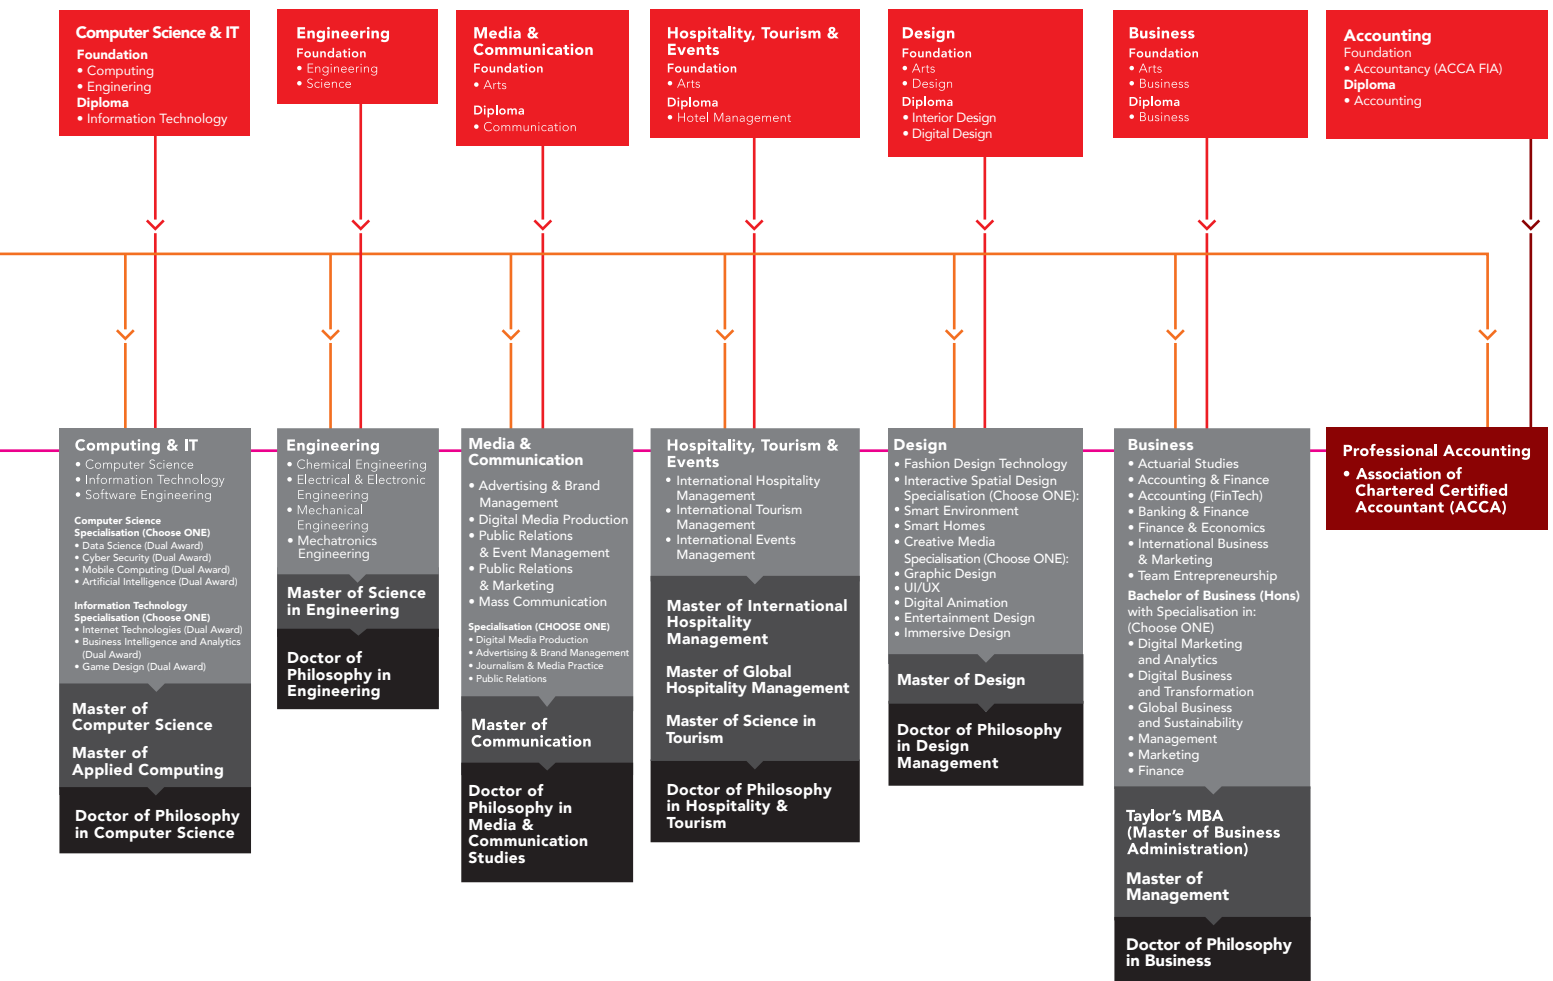 Computer Science & IT
Foundation
• Computing
• Enginering
Diploma
• Information Technology
Engineering
Foundation
• Engineering
• Science
Media &
Communication
Foundation
• Arts
Diploma
• Communication
Hospitality, Tourism &
Events
Foundation
• Arts
Diploma
• Hotel Management
Design
Foundation
• Arts
• Design
Diploma
• Interior Design
• Digital Design
Business
Foundation
• Arts
• Business
Diploma
• Business
Accounting
Foundation
• Accountancy (ACCA FIA)
Diploma
• Accounting
Computing & IT
• Computer Science
• Information Technology
• Software Engineering
Computer Science
Specialisation (Choose ONE)
• Data Science (Dual Award)
• Cyber Security (Dual Award)
• Mobile Computing (Dual Award)
• Artificial Intelligence (Dual Award)
Information Technology
Specialisation (Choose ONE)
• Internet Technologies (Dual Award)
• Business Intelligence and Analytics
(Dual Award)
• Game Design (Dual Award)
Master of
Computer Science
Master of
Applied Computing
Doctor of Philosophy
in Computer Science
Engineering
• Chemical Engineering
• Electrical & Electronic
Engineering
• Mechanical
Engineering
• Mechatronics
Engineering
Master of Science
in Engineering
Doctor of
Philosophy in
Engineering
Media &
Communication
• Advertising & Brand
Management
• Digital Media Production
• Public Relations
& Event Management
• Public Relations
& Marketing
• Mass Communication
Specialisation (CHOOSE ONE)
• Digital Media Production
• Advertising & Brand Management
• Journalism & Media Practice
• Public Relations
Master of
Communication
Doctor of
Philosophy in
Media &
Communication
Studies
Hospitality, Tourism &
Events
• International Hospitality
Management
• International Tourism
Management
• International Events
Management
Master of International
Hospitality
Management
Master of Global
Hospitality Management
Master of Science in
Tourism
Doctor of Philosophy
in Hospitality &
Tourism
Design
• Fashion Design Technology
• Interactive Spatial Design
Specialisation (Choose ONE):
• Smart Environment
• Smart Homes
• Creative Media
Specialisation (Choose ONE):
• Graphic Design
• UI/UX
• Digital Animation
• Entertainment Design
• Immersive Design
Master of Design
Doctor of Philosophy
in Design
Management
Business
• Actuarial Studies
• Accounting & Finance
• Accounting (FinTech)
• Banking & Finance
• Finance & Economics
• International Business
& Marketing
• Team Entrepreneurship
Bachelor of Business (Hons)
with Specialisation in:
(Choose ONE)
• Digital Marketing
and Analytics
• Digital Business
and Transformation
• Global Business
and Sustainability
• Management
• Marketing
• Finance
Taylor's MBA
(Master of Business
Administration)
Master of
Management
Doctor of Philosophy
in Business
Professional Accounting
• Association of
Chartered Certified
Accountant (ACCA)